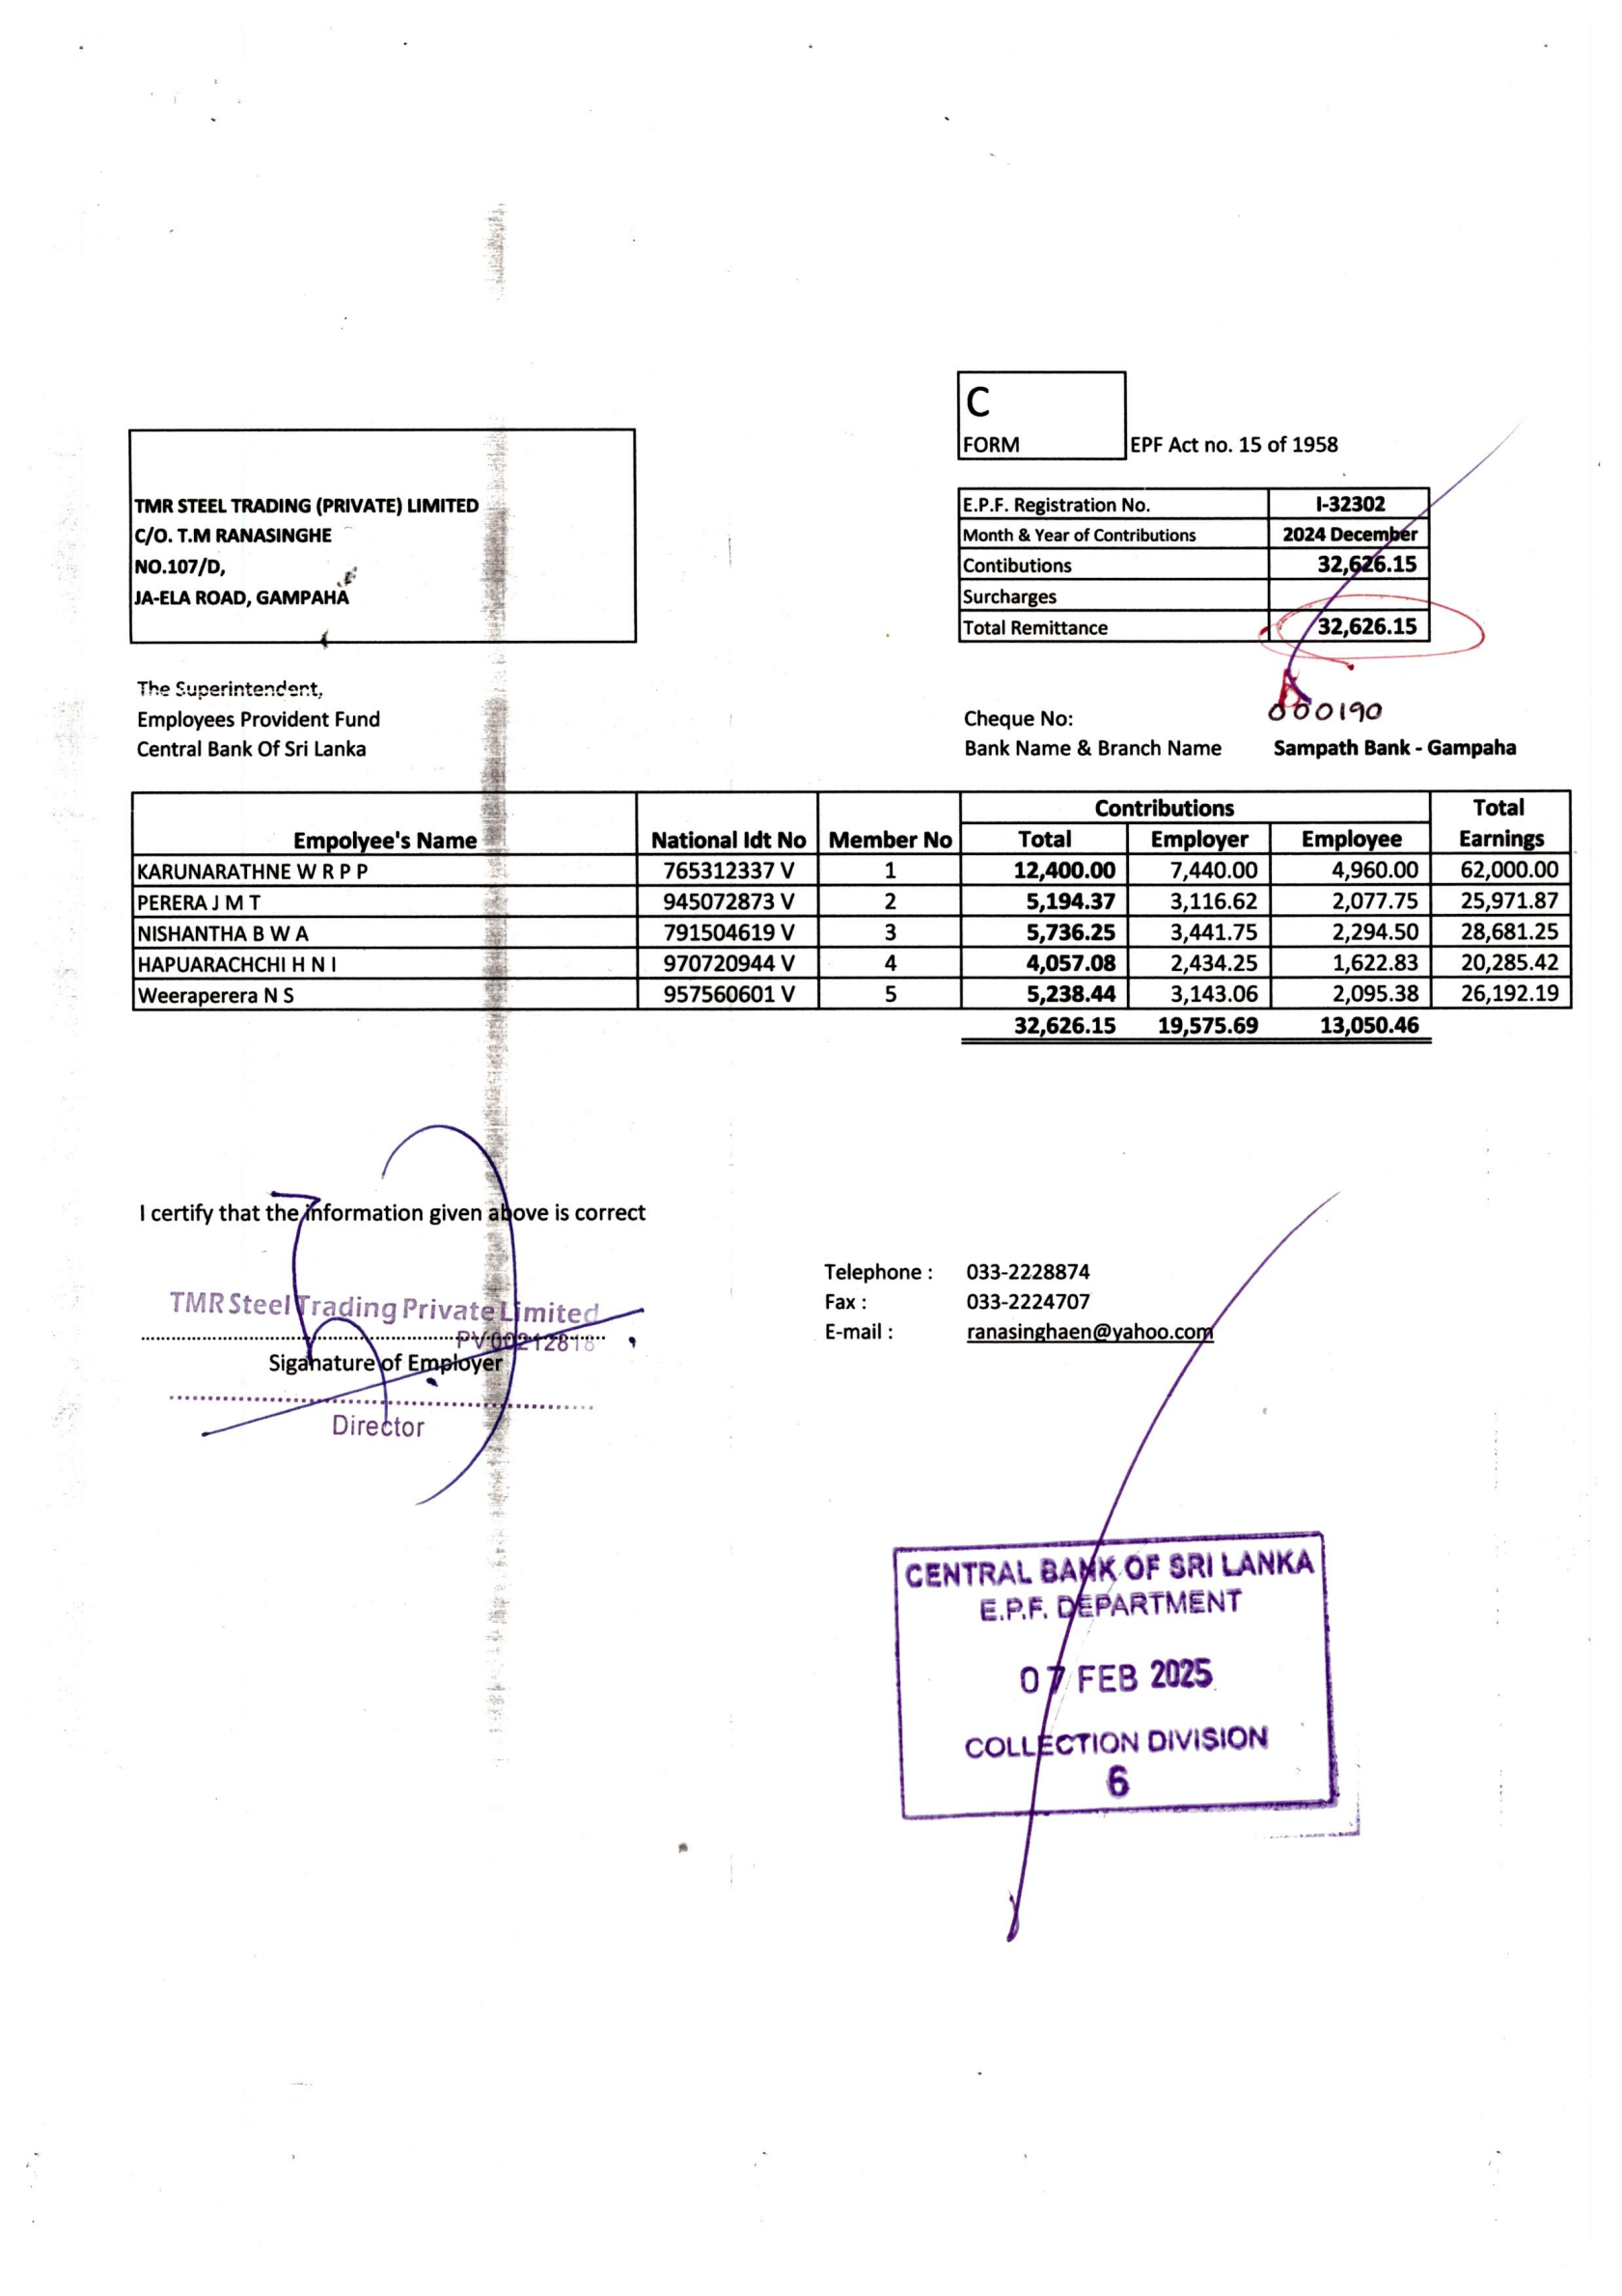 C
FORM
EPF Act no. 15 of 1958
TMR STEEL TRADING (PRIVATE) LIMITED
C/O. T.M RANASINGHE
NO.107/D,
JA-ELA ROAD, GAMPAHA
E.P.F. Registration No. I-32302
Month & Year of Contributions 2024 December
Contibutions 32,626.15
Surcharges
Total Remittance 32,626.15
The Superintendent,
Employees Provident Fund
Central Bank Of Sri Lanka
Cheque No: 000190
Bank Name & Branch Name Sampath Bank - Gampaha
Contributions Total
Empolyee's Name National Idt No Member No Total Employer Employee Earnings
KARUNARATHNE W R P P 765312337 V 1 12,400.00 7,440.00 4,960.00 62,000.00
PERERA J M T 945072873 V 2 5,194.37 3,116.62 2,077.75 25,971.87
NISHANTHA B W A 791504619 V 3 5,736.25 3,441.75 2,294.50 28,681.25
HAPUARACHCHI H N I 970720944 V 4 4,057.08 2,434.25 1,622.83 20,285.42
Weeraperera N S 957560601 V 5 5,238.44 3,143.06 2,095.38 26,192.19
32,626.15 19,575.69 13,050.46
I certify that the information given above is correct
TMR Steel Trading Private Limited
PV 00212818
Siganature of Employer
Director
Telephone : 033-2228874
Fax : 033-2224707
E-mail : ranasinghaen@yahoo.com
CENTRAL BANK OF SRI LANKA
E.P.F. DEPARTMENT
07 FEB 2025
COLLECTION DIVISION
6